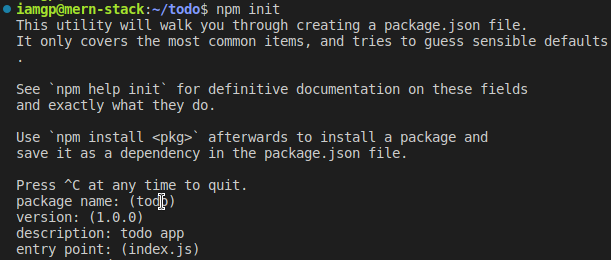 iamgp@mern-stack:~/todo$ npm init
This utility will walk you through creating a package.json file.
It only covers the most common items, and tries to guess sensible defaults
.
See `npm help init` for definitive documentation on these fields
and exactly what they do.
Use `npm install <pkg>` afterwards to install a package and
save it as a dependency in the package.json file.
Press ^C at any time to quit.
package name: (todo)
version: (1.0.0)
description: todo app
entry point: (index.js)